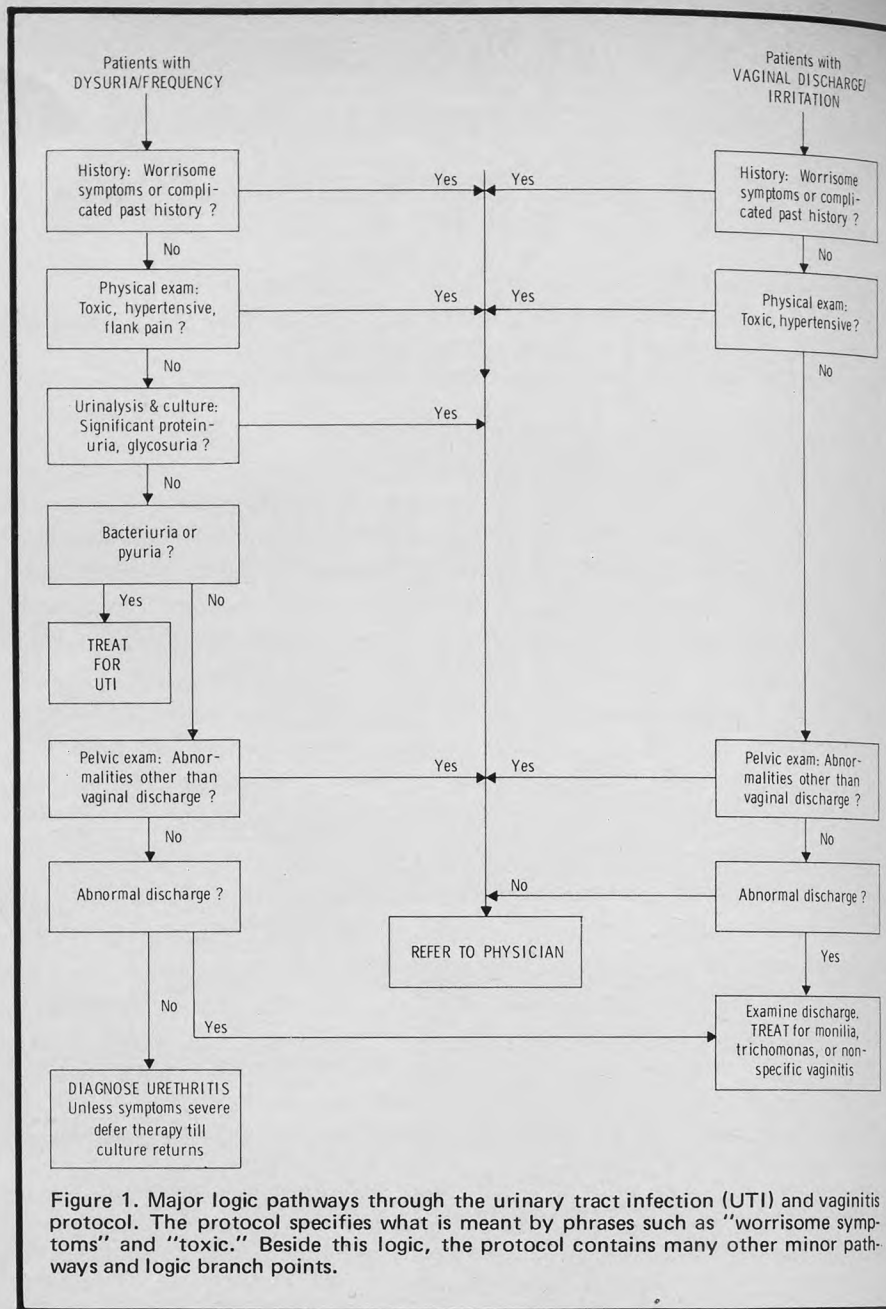 Patients with
DYSURIA/FREQUENCY
History: Worrisome
symptoms or compli-
cated past history ?
Yes
No
Physical exam:
Toxic, hypertensive,
flank pain ?
Yes
No
Urinalysis & culture:
Significant protein-
uria, glycosuria ?
Yes
No
Bacteriuria or
pyuria ?
Yes
No
TREAT
FOR
UTI
Pelvic exam: Abnor-
malities other than
vaginal discharge ?
Yes
No
Abnormal discharge ?
No
Yes
DIAGNOSE URETHRITIS
Unless symptoms severe
defer therapy till
culture returns
REFER TO PHYSICIAN
Patients with
VAGINAL DISCHARGE/
IRRITATION
History: Worrisome
symptoms or compli-
cated past history ?
Yes
No
Physical exam:
Toxic, hypertensive?
Yes
No
Pelvic exam: Abnor-
malities other than
vaginal discharge ?
Yes
No
Abnormal discharge ?
No
Yes
Examine discharge.
TREAT for monilia,
trichomonas, or non-
specific vaginitis
Figure 1. Major logic pathways through the urinary tract infection (UTI) and vaginitis
protocol. The protocol specifies what is meant by phrases such as "worrisome symp-
toms" and "toxic." Beside this logic, the protocol contains many other minor path-
ways and logic branch points.